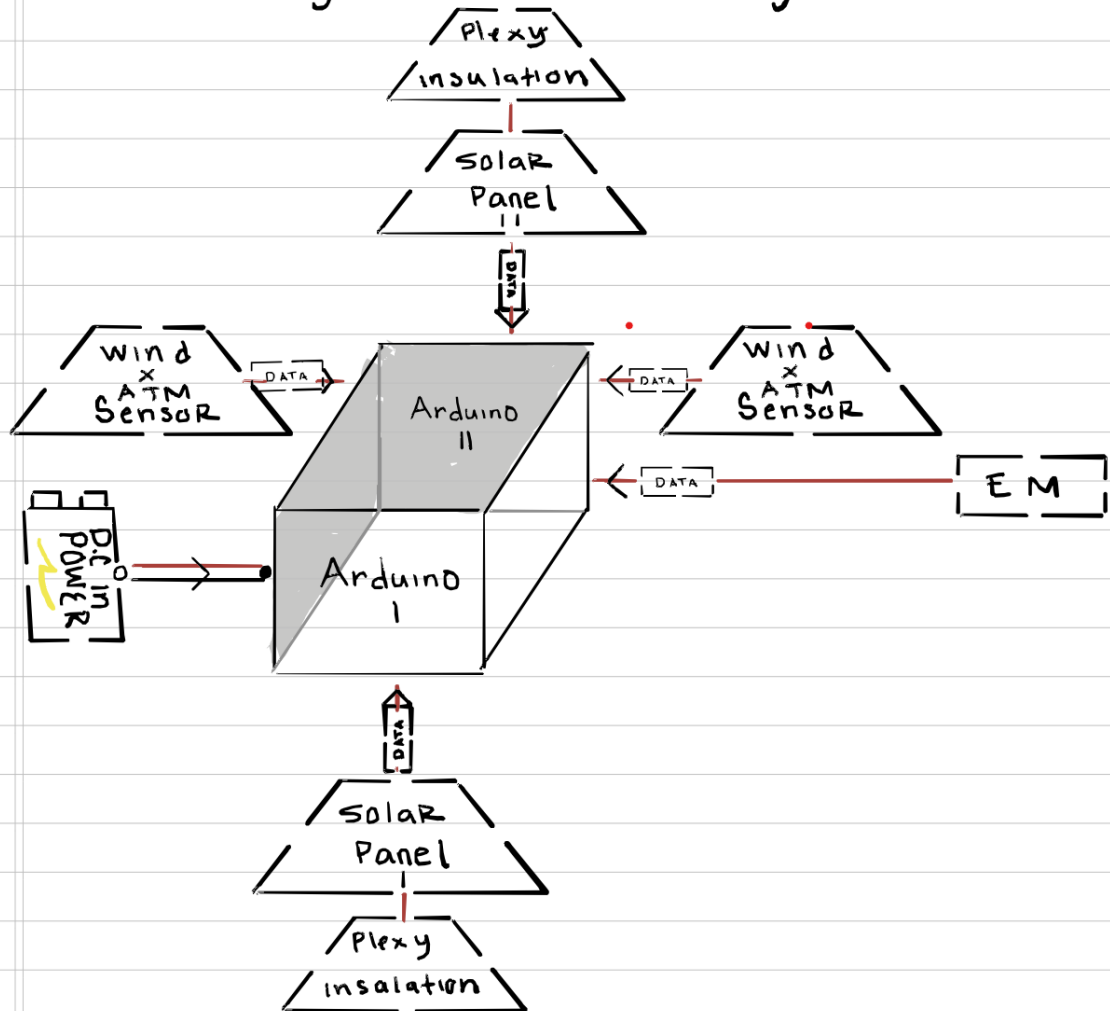 Plexy
insulation
Solar
Panel
II
DATA
Wind
x
ATM
Sensor
DATA
Arduino
II
DATA
Wind
x
ATM
Sensor
DATA
EM
D.C in
POWER
Arduino
I
DATA
Solar
Panel
I
Plexy
insalation